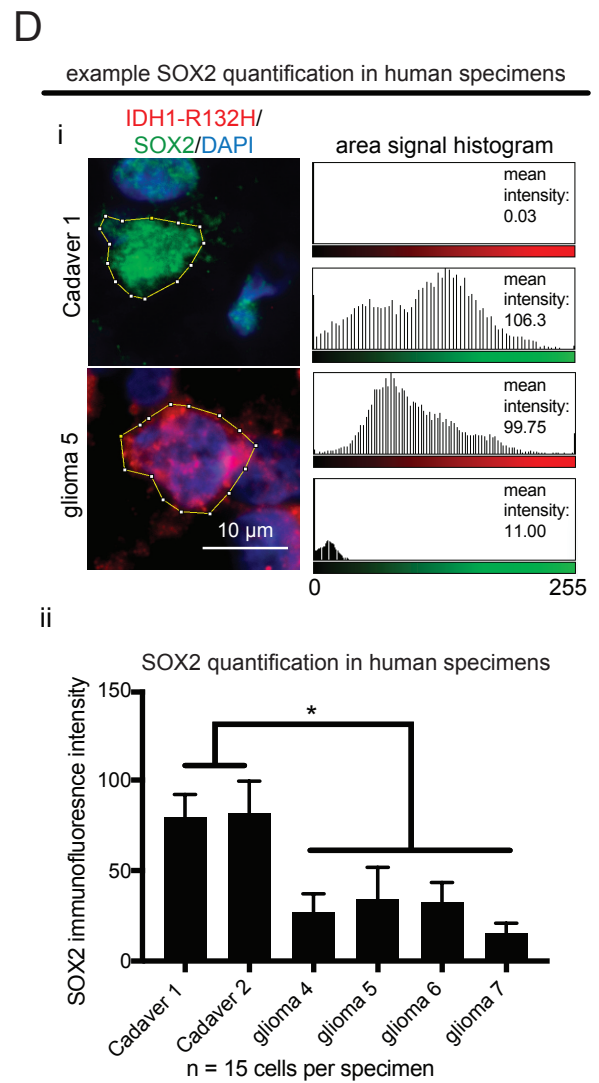 D
example SOX2 quantification in human specimens
i
IDH1-R132H/
SOX2/DAPI
area signal histogram
Cadaver 1
mean
intensity:
0.03
mean
intensity:
106.3
glioma 5
mean
intensity:
99.75
mean
intensity:
11.00
10 µm
0
255
ii
SOX2 quantification in human specimens
SOX2 immunofluoresnce intensity
150
100
50
0
*
Cadaver 1
Cadaver 2
glioma 4
glioma 5
glioma 6
glioma 7
n = 15 cells per specimen